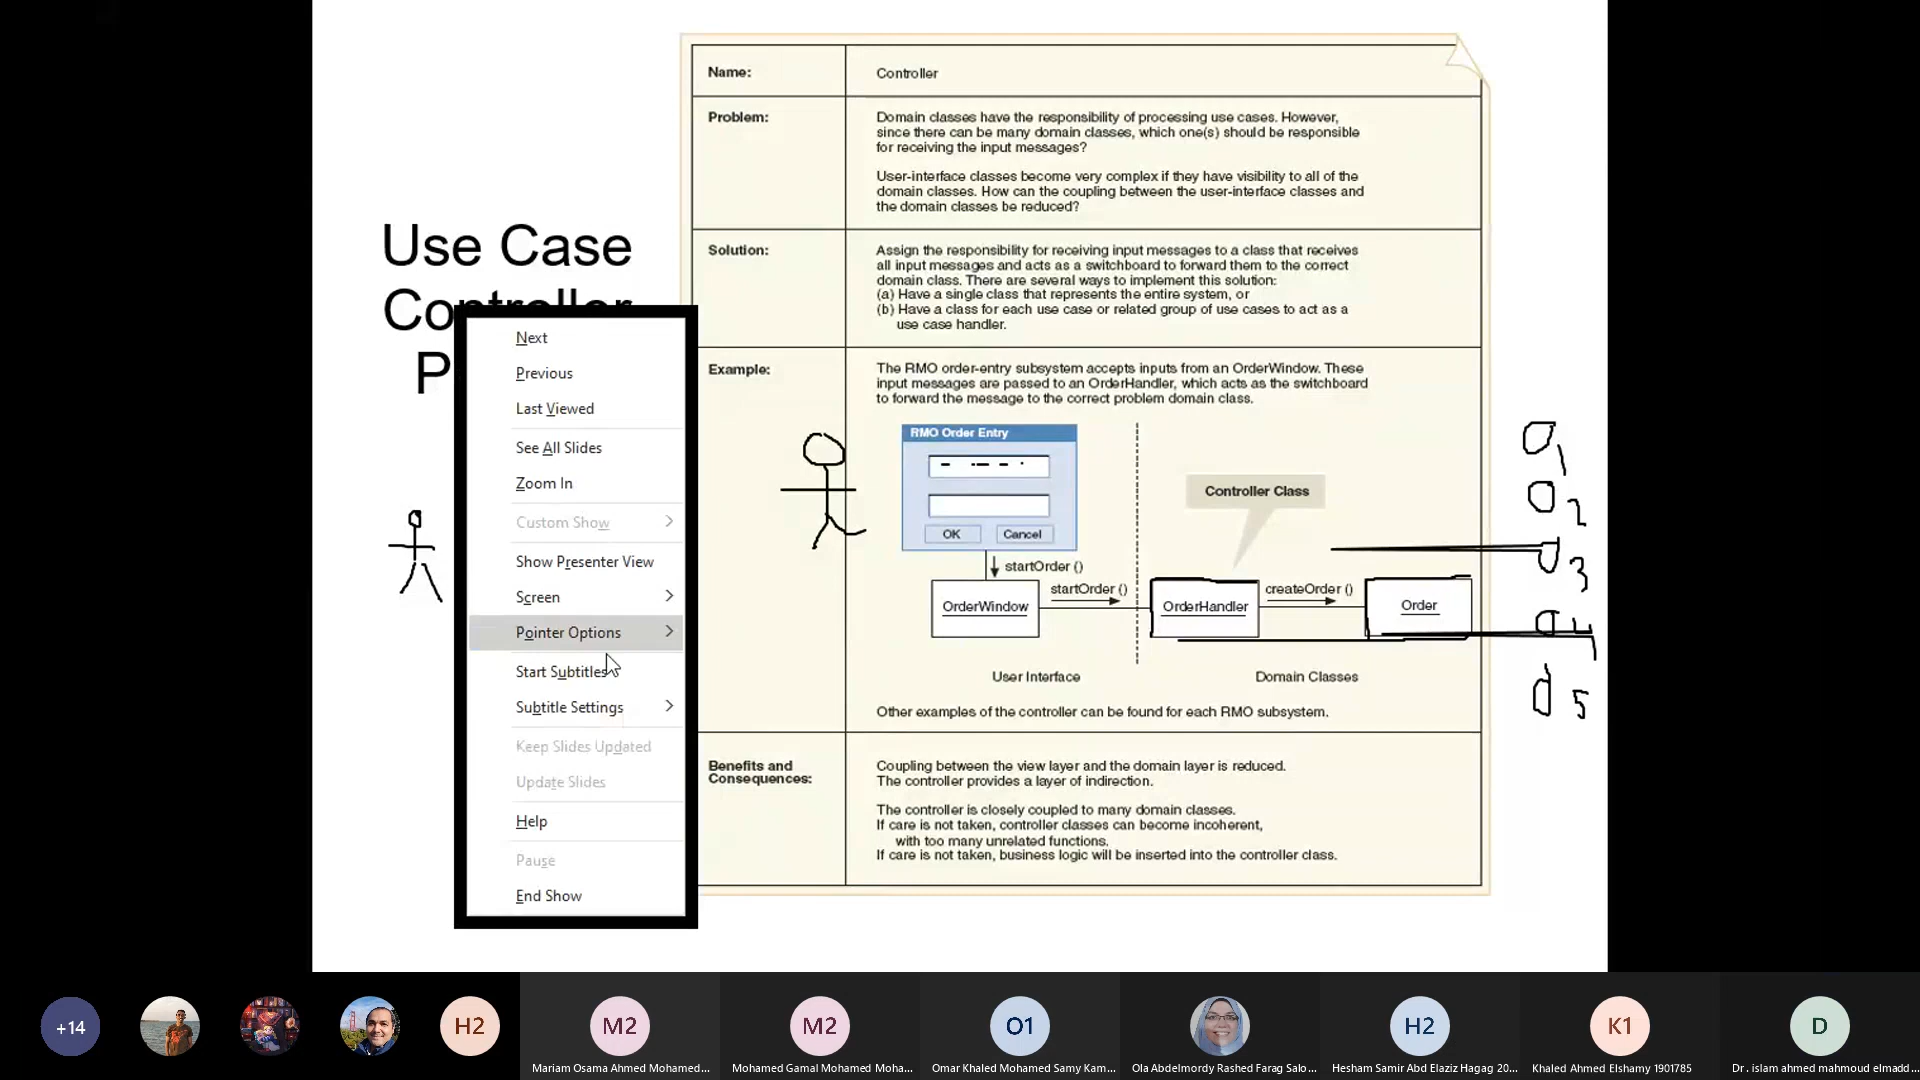 Use Case
Co
P
Name:
Controller
Problem:
Domain classes have the responsibility of processing use cases. However,
since there can be many domain classes, which one(s) should be responsible
for receiving the input messages?
User-interface classes become very complex if they have visibility to all of the
domain classes. How can the coupling between the user-interface classes and
the domain classes be reduced?
Solution:
Assign the responsibility for receiving input messages to a class that receives
all input messages and acts as a switchboard to forward them to the correct
domain class. There are several ways to implement this solution:
(a) Have a single class that represents the entire system, or
(b) Have a class for each use case or related group of use cases to act as a
use case handler.
Example:
The RMO order-entry subsystem accepts inputs from an OrderWindow. These
input messages are passed to an OrderHandler, which acts as the switchboard
to forward the message to the correct problem domain class.
RMO Order Entry
OK
Cancel
Controller Class
startOrder ()
startOrder ()
createOrder ()
OrderWindow
OrderHandler
Order
User Interface
Domain Classes
Other examples of the controller can be found for each RMO subsystem.
Benefits and
Consequences:
Coupling between the view layer and the domain layer is reduced.
The controller provides a layer of indirection.
The controller is closely coupled to many domain classes.
If care is not taken, controller classes can become incoherent,
with too many unrelated functions.
If care is not taken, business logic will be inserted into the controller class.
Next
Previous
Last Viewed
See All Slides
Zoom In
Custom Show
Show Presenter View
Screen
Pointer Options
Start Subtitles
Subtitle Settings
Keep Slides Updated
Update Slides
Help
Pause
End Show
+14
H2
M2
M2
O1
H2
K1
D
Mariam Osama Ahmed Mohamed...
Mohamed Gamal Mohamed Moha...
Omar Khaled Mohamed Samy Kam...
Ola Abdelmordy Rashed Farag Salo...
Hesham Samir Abd Elaziz Hagag 20...
Khaled Ahmed Elshamy 1901785
Dr. islam ahmed mahmoud elmadd...